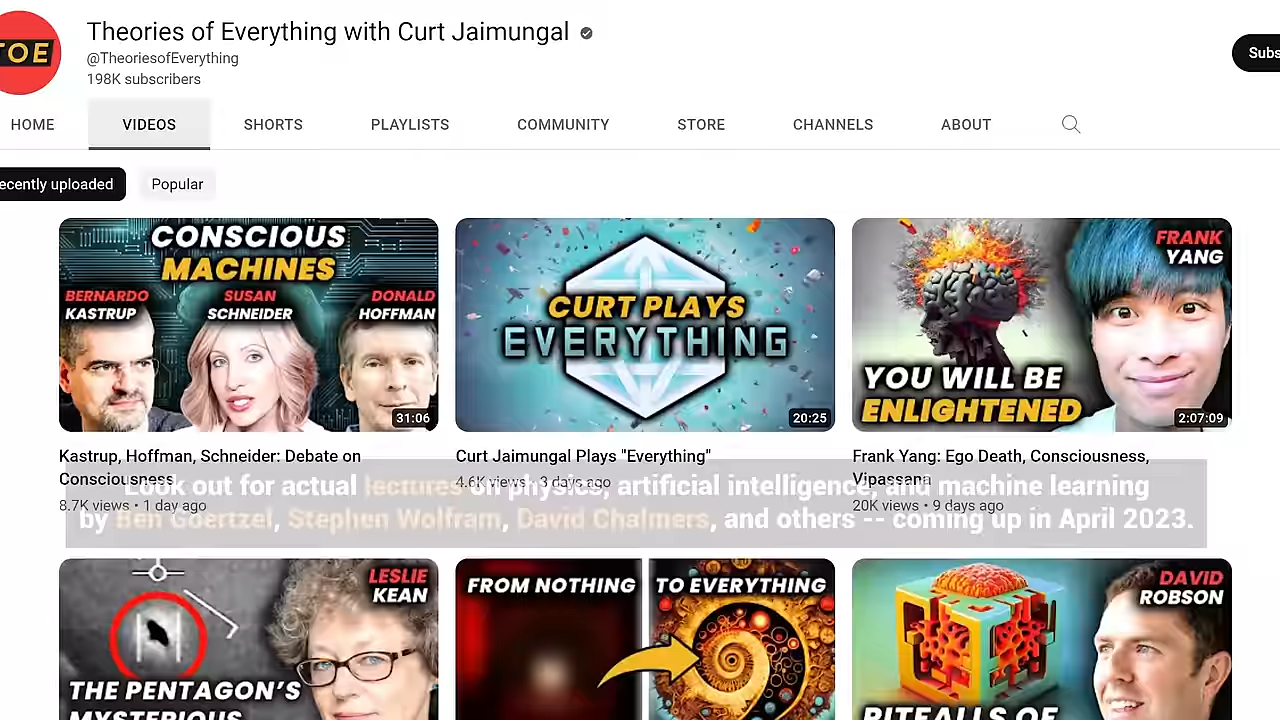 TOE
Theories of Everything with Curt Jaimungal
@TheoriesofEverything
198K subscribers
Subs
HOME VIDEOS SHORTS PLAYLISTS COMMUNITY STORE CHANNELS ABOUT
ecently uploaded Popular
CONSCIOUS
MACHINES
BERNARDO
KASTRUP
SUSAN
SCHNEIDER
DONALD
HOFFMAN
31:06
CURT PLAYS
EVERYTHING
20:25
FRANK
YANG
YOU WILL BE
ENLIGHTENED
2:07:09
Kastrup, Hoffman, Schneider: Debate on
Consciousness
8.7K views • 1 day ago
Curt Jaimungal Plays "Everything"
4.6K views • 3 days ago
Frank Yang: Ego Death, Consciousness,
Vipassana
20K views • 9 days ago
Look out for actual lectures on physics, artificial intelligence, and machine learning
by Ben Goertzel, Stephen Wolfram, David Chalmers, and others -- coming up in April 2023.
LESLIE
KEAN
THE PENTAGON'S
MYSTERIOUS
FROM NOTHING TO EVERYTHING
DAVID
ROBSON
PITFALLS OF